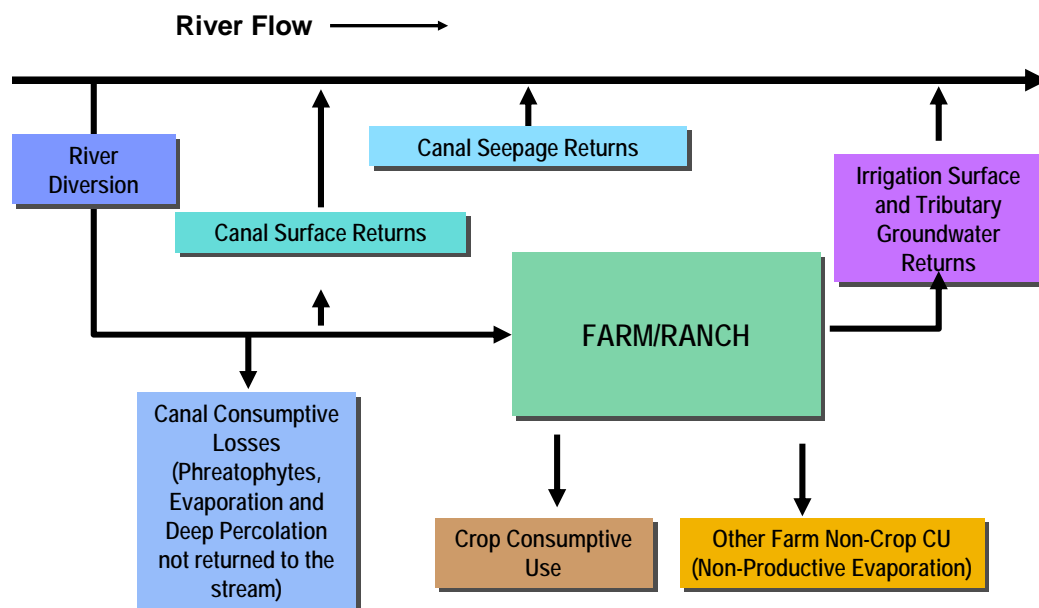 River Flow
River
Diversion
Canal Seepage Returns
Canal Surface Returns
Irrigation Surface
and Tributary
Groundwater
Returns
FARM/RANCH
Canal Consumptive
Losses
(Phreatophytes,
Evaporation and
Deep Percolation
not returned to the
stream)
Crop Consumptive
Use
Other Farm Non-Crop CU
(Non-Productive Evaporation)